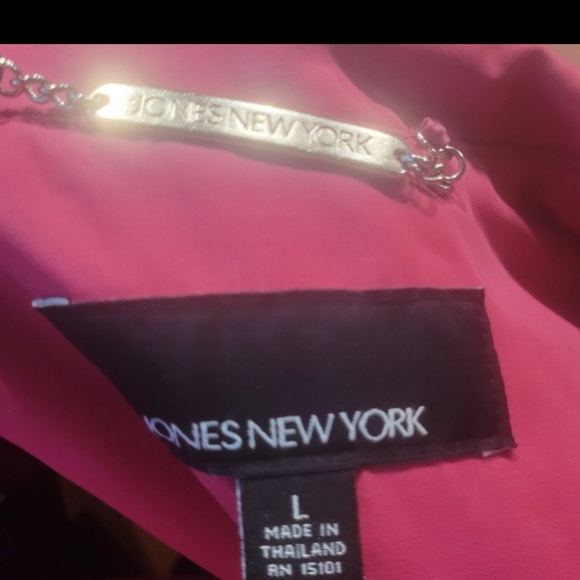 JONES NEW YORK
JONES NEW YORK
L
MADE IN
THAILAND
RN 15101